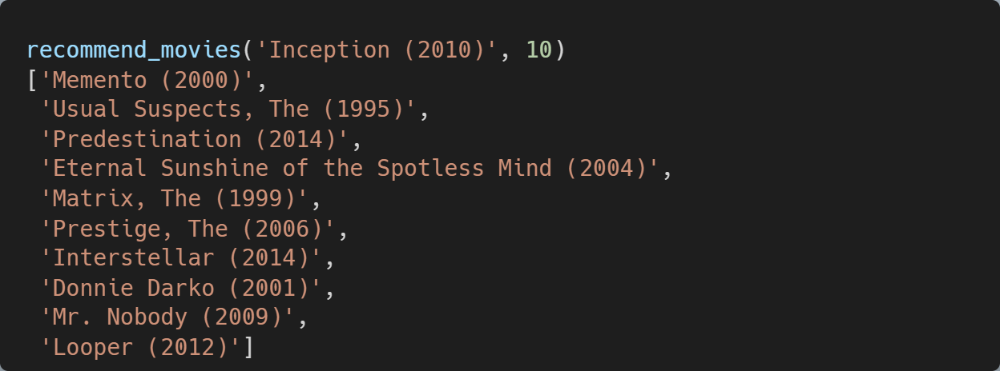 recommend_movies('Inception (2010)', 10)
['Memento (2000)',
 'Usual Suspects, The (1995)',
 'Predestination (2014)',
 'Eternal Sunshine of the Spotless Mind (2004)',
 'Matrix, The (1999)',
 'Prestige, The (2006)',
 'Interstellar (2014)',
 'Donnie Darko (2001)',
 'Mr. Nobody (2009)',
 'Looper (2012)']